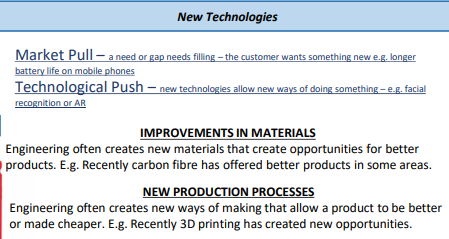 New Technologies
Market Pull – a need or gap needs filling – the customer wants something new e.g. longer
battery life on mobile phones
Technological Push – new technologies allow new ways of doing something – e.g. facial
recognition or AR
IMPROVEMENTS IN MATERIALS
Engineering often creates new materials that create opportunities for better
products. E.g. Recently carbon fibre has offered better products in some areas.
NEW PRODUCTION PROCESSES
Engineering often creates new ways of making that allow a product to be better
or made cheaper. E.g. Recently 3D printing has created new opportunities.